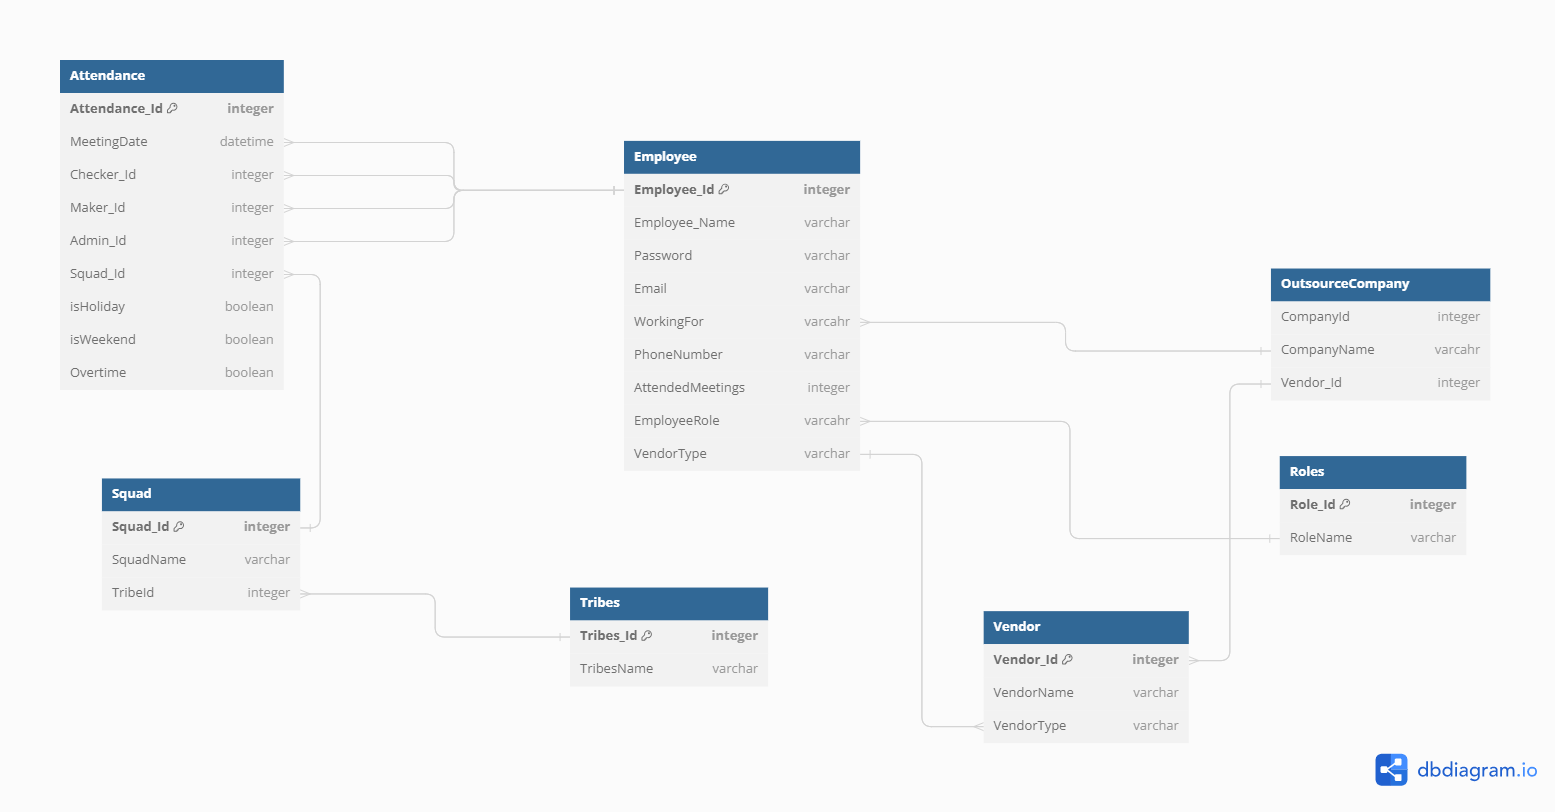 Attendance
Attendance_Id integer
MeetingDate datetime
Checker_Id integer
Maker_Id integer
Admin_Id integer
Squad_Id integer
isHoliday boolean
isWeekend boolean
Overtime boolean
Employee
Employee_Id integer
Employee_Name varchar
Password varchar
Email varchar
WorkingFor varcahr
PhoneNumber varchar
AttendedMeetings integer
EmployeeRole varcahr
VendorType varchar
OutsourceCompany
CompanyId integer
CompanyName varcahr
Vendor_Id integer
Roles
Role_Id integer
RoleName varchar
Squad
Squad_Id integer
SquadName varchar
TribeId integer
Tribes
Tribes_Id integer
TribesName varchar
Vendor
Vendor_Id integer
VendorName varchar
VendorType varchar
dbdiagram.io